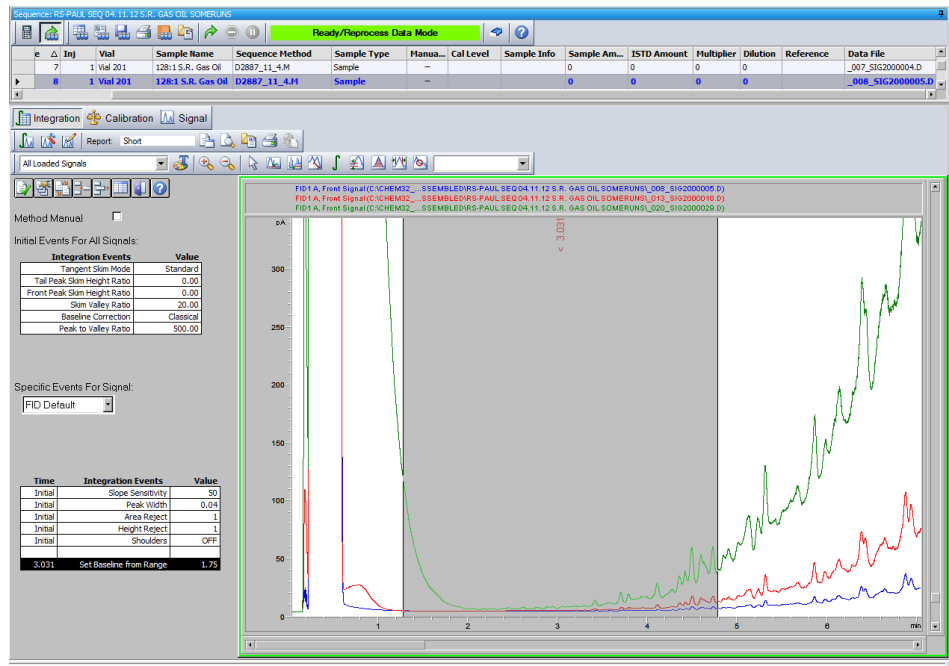 Sequence: RS-PAUL SEQ 04.11.12 S.R. GAS OIL SOMERUNS
Ready/Reprocess Data Mode
e Inj Vial Sample Name Sequence Method Sample Type Manua... Cal Level Sample Info Sample Am... ISTD Amount Multiplier Dilution Reference Data File
7 1 Vial 201 128:1 S.R. Gas Oil D2887_11_4.M Sample – 0 0 0 0 _007_SIG2000004.D
8 1 Vial 201 128:1 S.R. Gas Oil D2887_11_4.M Sample – 0 0 0 0 _008_SIG2000005.D
Integration Calibration Signal
Report: Short
All Loaded Signals
Method Manual
Initial Events For All Signals:
Integration Events Value
Tangent Skim Mode Standard
Tail Peak Skim Height Ratio 0.00
Front Peak Skim Height Ratio 0.00
Skim Valley Ratio 20.00
Baseline Correction Classical
Peak to Valley Ratio 500.00
Specific Events For Signal:
FID Default
Time Integration Events Value
Initial Slope Sensitivity 50
Initial Peak Width 0.04
Initial Area Reject 1
Initial Height Reject 1
Initial Shoulders OFF
3.031 Set Baseline from Range 1.75
FID1 A, Front Signal (C:\CHEM32_...SSEMBLED\RS-PAUL SEQ 04.11.12 S.R. GAS OIL SOMERUNS\_008_SIG2000005.D)
FID1 A, Front Signal (C:\CHEM32_...SSEMBLED\RS-PAUL SEQ 04.11.12 S.R. GAS OIL SOMERUNS\_013_SIG2000018.D)
FID1 A, Front Signal (C:\CHEM32_...SSEMBLED\RS-PAUL SEQ 04.11.12 S.R. GAS OIL SOMERUNS\_020_SIG2000029.D)
pA
300
250
200
150
100
50
0
< 3.031
1 2 3 4 5 6 min